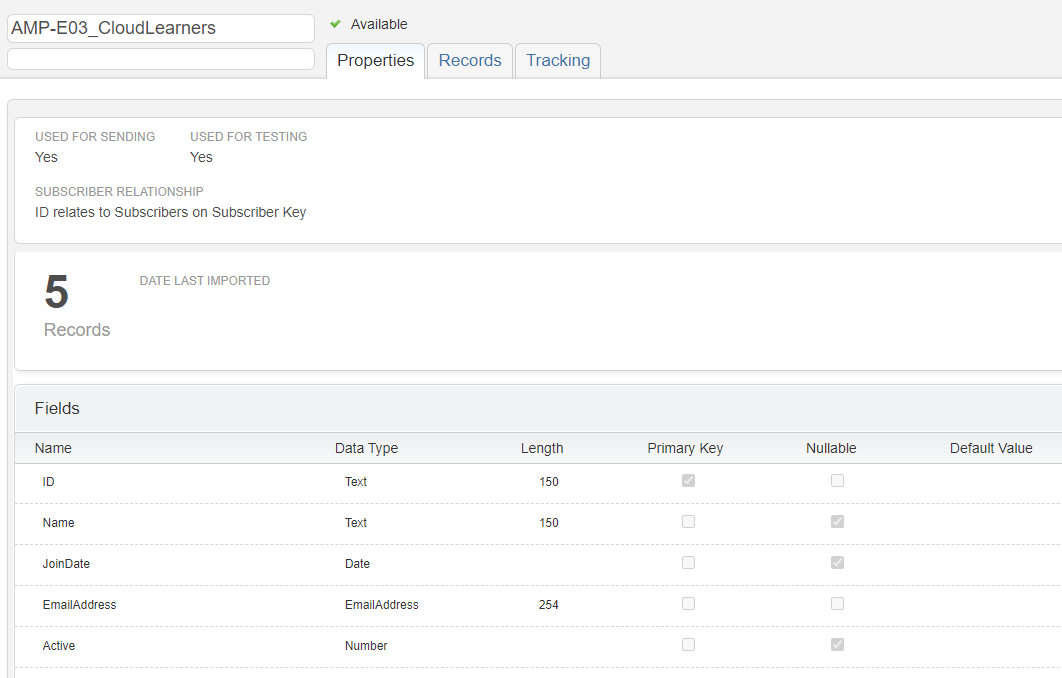 AMP-E03_CloudLearners
Available
Properties Records Tracking
USED FOR SENDING USED FOR TESTING
Yes Yes
SUBSCRIBER RELATIONSHIP
ID relates to Subscribers on Subscriber Key
5 DATE LAST IMPORTED
Records
Fields
Name Data Type Length Primary Key Nullable Default Value
ID Text 150
Name Text 150
JoinDate Date
EmailAddress EmailAddress 254
Active Number